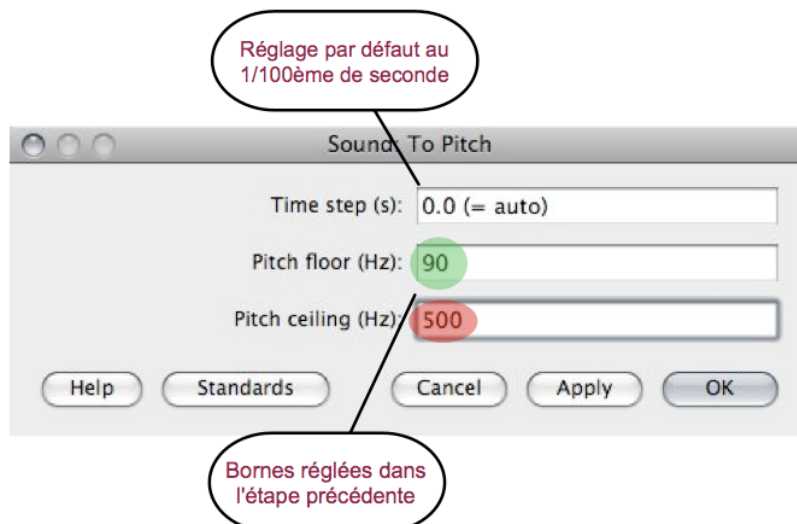 Réglage par défaut au
1/100ème de seconde
Sound: To Pitch
Time step (s): 0.0 (= auto)
Pitch floor (Hz): 90
Pitch ceiling (Hz): 500
Help Standards Cancel Apply OK
Bornes réglées dans
l'étape précédente